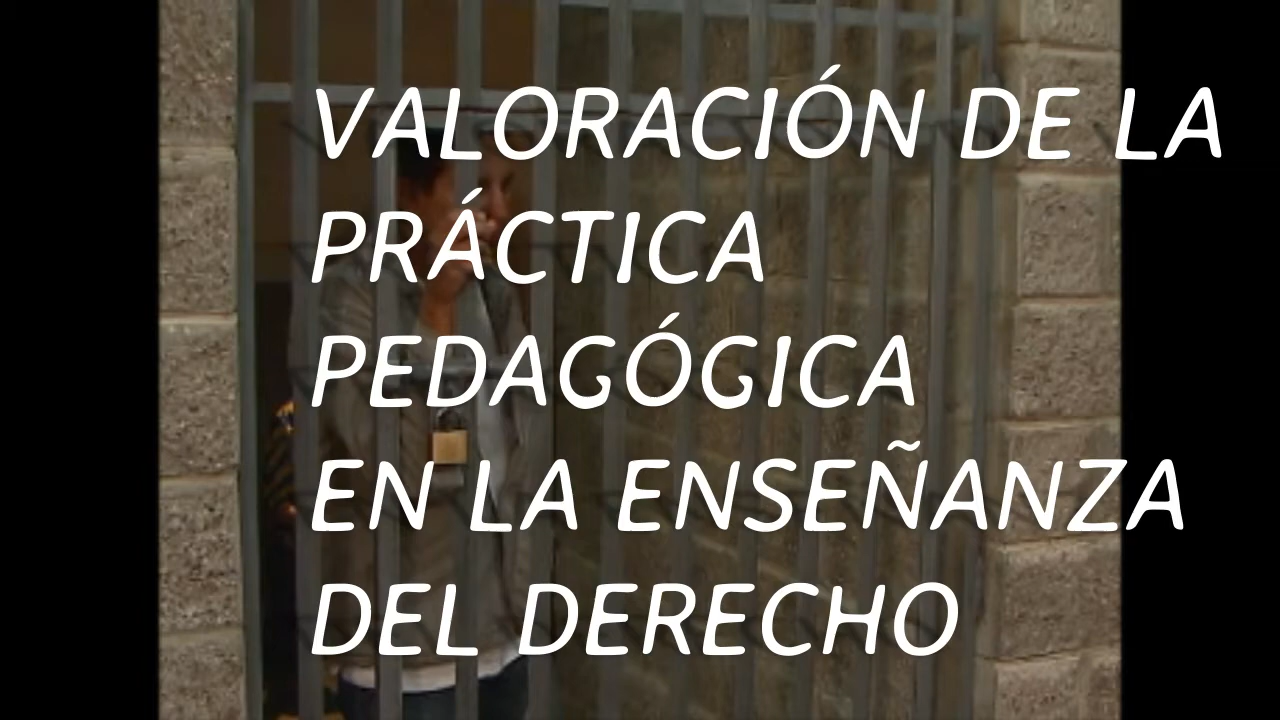 VALORACIÓN DE LA
PRÁCTICA
PEDAGÓGICA
EN LA ENSEÑANZA
DEL DERECHO